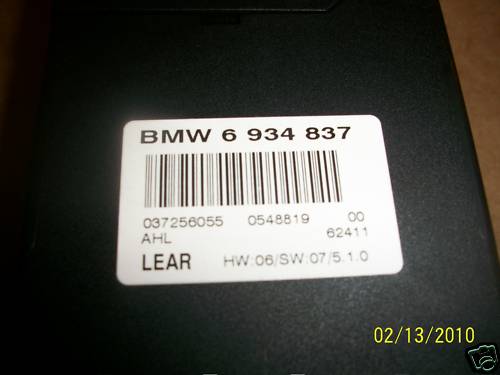 BMW 6 934 837
037256055 0548819 00
AHL 62411
LEAR HW:06/SW:07/5.1.0
02/13/2010